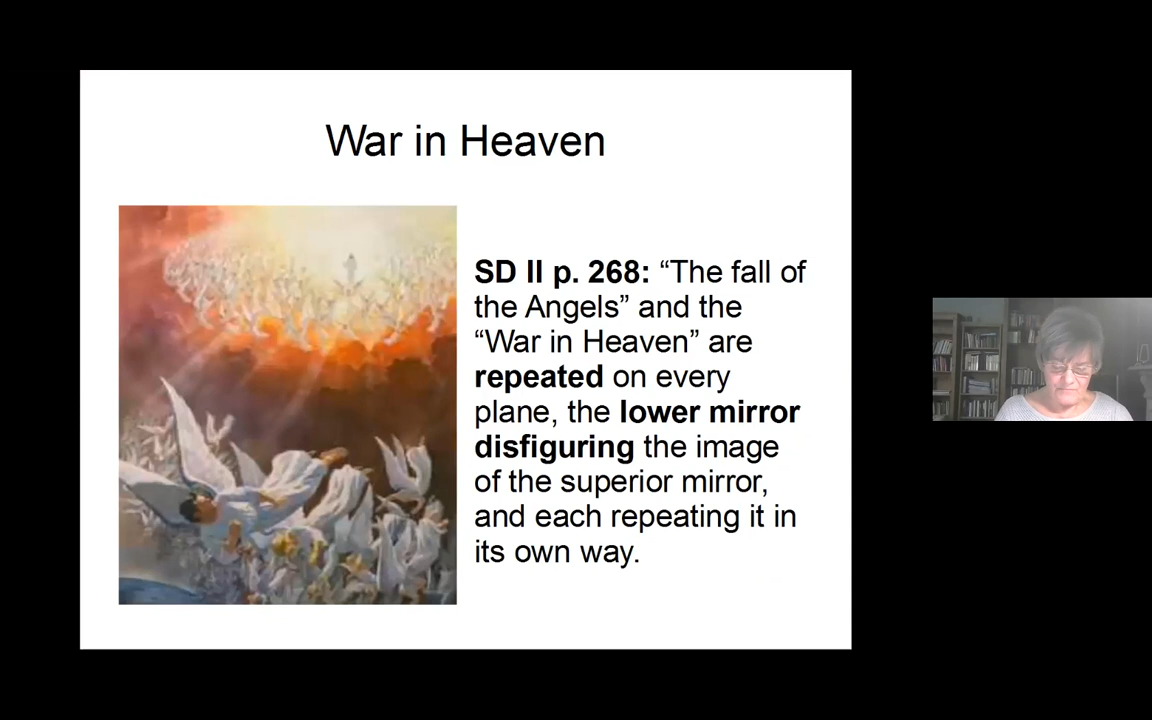 War in Heaven
SD II p. 268: “The fall of
the Angels” and the
“War in Heaven” are
repeated on every
plane, the lower mirror
disfiguring the image
of the superior mirror,
and each repeating it in
its own way.